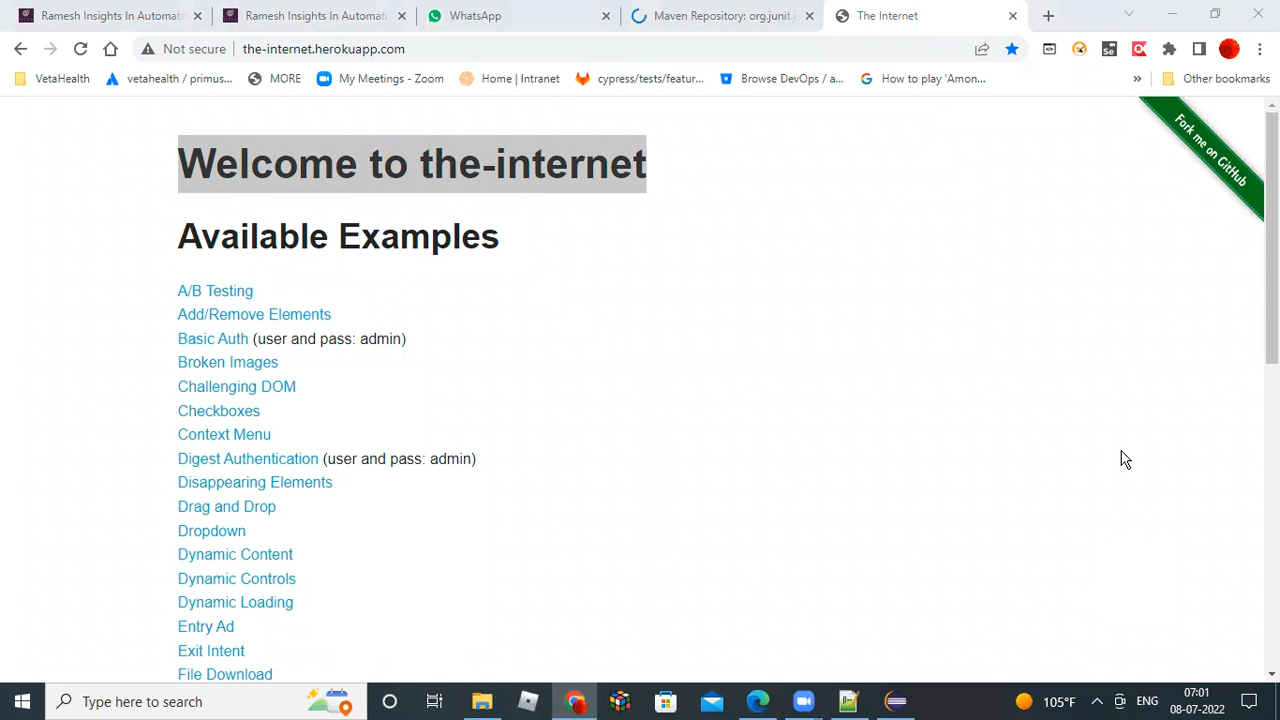 Ramesh Insights In Automat
Ramesh Insights In Automati
WhatsApp
Maven Repository: org.junit.j
The Internet
Not secure
the-internet.herokuapp.com
VetaHealth
vetahealth / primus...
MORE
My Meetings - Zoom
Home | Intranet
cypress/tests/featur...
Browse DevOps / a...
How to play 'Amon...
»
Other bookmarks
Fork me on GitHub
Welcome to the-internet
Available Examples
A/B Testing
Add/Remove Elements
Basic Auth (user and pass: admin)
Broken Images
Challenging DOM
Checkboxes
Context Menu
Digest Authentication (user and pass: admin)
Disappearing Elements
Drag and Drop
Dropdown
Dynamic Content
Dynamic Controls
Dynamic Loading
Entry Ad
Exit Intent
File Download
Type here to search
105°F
ENG
07:01
08-07-2022